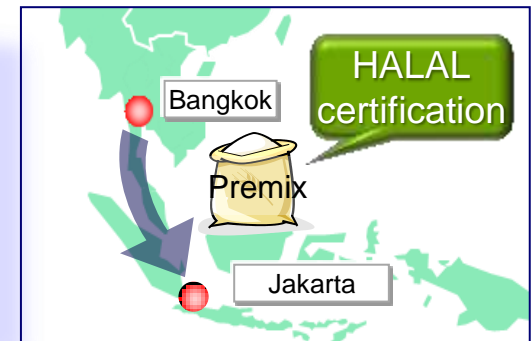 HALAL
certification
Bangkok
Premix
Jakarta